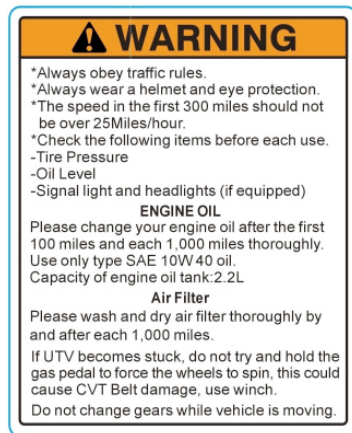 WARNING
*Always obey traffic rules.
*Always wear a helmet and eye protection.
*The speed in the first 300 miles should not
be over 25Miles/hour.
*Check the following items before each use.
-Tire Pressure
-Oil Level
-Signal light and headlights (if equipped)
ENGINE OIL
Please change your engine oil after the first
100 miles and each 1,000 miles thoroughly.
Use only type SAE 10W 40 oil.
Capacity of engine oil tank:2.2L
Air Filter
Please wash and dry air filter thoroughly by
and after each 1,000 miles.
If UTV becomes stuck, do not try and hold the
gas pedal to force the wheels to spin, this could
cause CVT Belt damage, use winch.
Do not change gears while vehicle is moving.